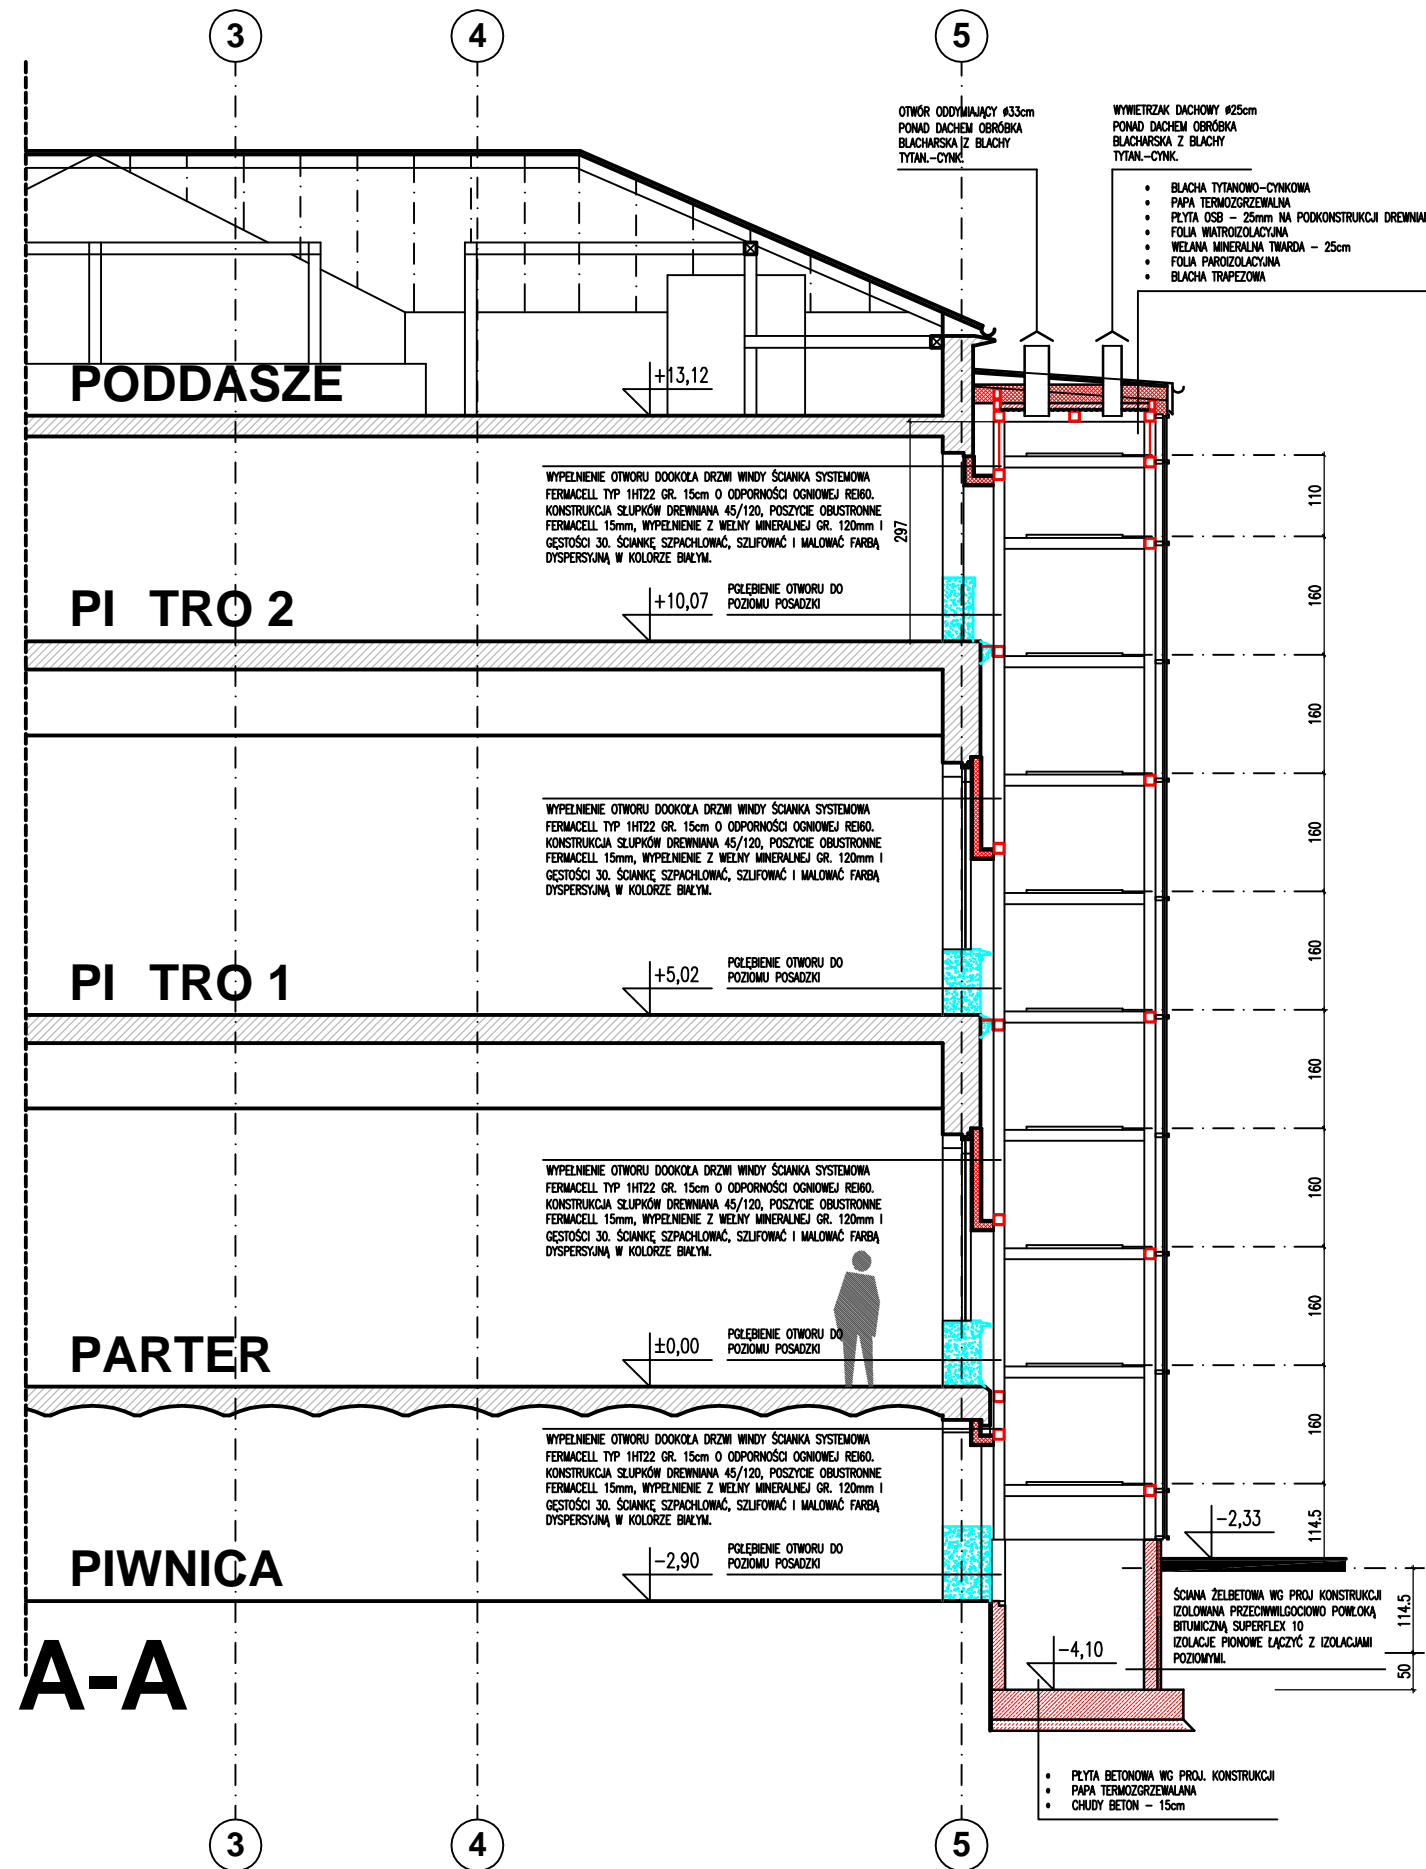 3
4
5
OTWÓR ODDYMIAJĄCY ø33cm
PONAD DACHEM OBRÓBKA
BLACHARSKA Z BLACHY
TYTAN.-CYNK.
WYWIETRZAK DACHOWY ø25cm
PONAD DACHEM OBRÓBKA
BLACHARSKA Z BLACHY
TYTAN.-CYNK.
• BLACHA TYTANOWO-CYNKOWA
• PAPA TERMOZGRZEWALNA
• PŁYTA OSB - 25mm NA PODKONSTRUKCJI DREWNIAN
• FOLIA WIATROIZOLACYJNA
• WEŁANA MINERALNA TWARDA - 25cm
• FOLIA PAROIZOLACYJNA
• BLACHA TRAPEZOWA
PODDASZE
+13,12
WYPEŁNIENIE OTWORU DOOKOŁA DRZWI WINDY ŚCIANKA SYSTEMOWA
FERMACELL TYP 1HT22 GR. 15cm O ODPORNOŚCI OGNIOWEJ REI60.
KONSTRUKCJA SŁUPKÓW DREWNIANA 45/120, POSZYCIE OBUSTRONNE
FERMACELL 15mm, WYPEŁNIENIE Z WEŁNY MINERALNEJ GR. 120mm I
GĘSTOŚCI 30. ŚCIANKĘ SZPACHLOWAĆ, SZLIFOWAĆ I MALOWAĆ FARBĄ
DYSPERSYJNĄ W KOLORZE BIAŁYM.
297
110
160
PI TRO 2
+10,07
PGŁĘBIENIE OTWORU DO
POZIOMU POSADZKI
160
160
WYPEŁNIENIE OTWORU DOOKOŁA DRZWI WINDY ŚCIANKA SYSTEMOWA
FERMACELL TYP 1HT22 GR. 15cm O ODPORNOŚCI OGNIOWEJ REI60.
KONSTRUKCJA SŁUPKÓW DREWNIANA 45/120, POSZYCIE OBUSTRONNE
FERMACELL 15mm, WYPEŁNIENIE Z WEŁNY MINERALNEJ GR. 120mm I
GĘSTOŚCI 30. ŚCIANKĘ SZPACHLOWAĆ, SZLIFOWAĆ I MALOWAĆ FARBĄ
DYSPERSYJNĄ W KOLORZE BIAŁYM.
160
PI TRO 1
+5,02
PGŁĘBIENIE OTWORU DO
POZIOMU POSADZKI
160
160
WYPEŁNIENIE OTWORU DOOKOŁA DRZWI WINDY ŚCIANKA SYSTEMOWA
FERMACELL TYP 1HT22 GR. 15cm O ODPORNOŚCI OGNIOWEJ REI60.
KONSTRUKCJA SŁUPKÓW DREWNIANA 45/120, POSZYCIE OBUSTRONNE
FERMACELL 15mm, WYPEŁNIENIE Z WEŁNY MINERALNEJ GR. 120mm I
GĘSTOŚCI 30. ŚCIANKĘ SZPACHLOWAĆ, SZLIFOWAĆ I MALOWAĆ FARBĄ
DYSPERSYJNĄ W KOLORZE BIAŁYM.
160
PARTER
±0,00
PGŁĘBIENIE OTWORU DO
POZIOMU POSADZKI
160
WYPEŁNIENIE OTWORU DOOKOŁA DRZWI WINDY ŚCIANKA SYSTEMOWA
FERMACELL TYP 1HT22 GR. 15cm O ODPORNOŚCI OGNIOWEJ REI60.
KONSTRUKCJA SŁUPKÓW DREWNIANA 45/120, POSZYCIE OBUSTRONNE
FERMACELL 15mm, WYPEŁNIENIE Z WEŁNY MINERALNEJ GR. 120mm I
GĘSTOŚCI 30. ŚCIANKĘ SZPACHLOWAĆ, SZLIFOWAĆ I MALOWAĆ FARBĄ
DYSPERSYJNĄ W KOLORZE BIAŁYM.
-2,33
114.5
PIWNICA
-2,90
PGŁĘBIENIE OTWORU DO
POZIOMU POSADZKI
ŚCIANA ŻELBETOWA WG PROJ KONSTRUKCJI
IZOLOWANA PRZECIWWILGOCIOWO POWŁOKĄ
BITUMICZNĄ SUPERFLEX 10
IZOLACJE PIONOWE ŁĄCZYĆ Z IZOLACJAMI
POZIOMYMI.
114.5
50
-4,10
A-A
• PŁYTA BETONOWA WG PROJ. KONSTRUKCJI
• PAPA TERMOZGRZEWALANA
• CHUDY BETON - 15cm
3
4
5